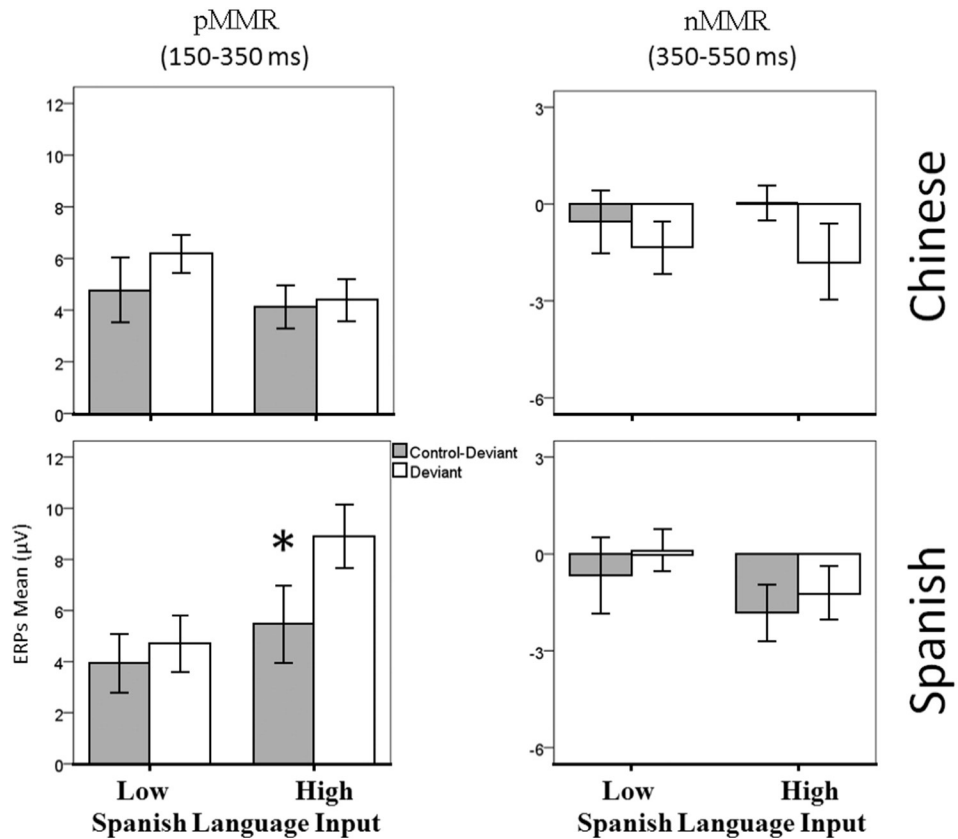 pMMR
(150-350 ms)
nMMR
(350-550 ms)
12
10
8
6
4
2
0
3
0
-3
-6
Chinese
Control-Deviant
Deviant
ERPs Mean (µV)
12
10
8
6
4
2
0
*
3
0
-3
-6
Spanish
Low High
Spanish Language Input
Low High
Spanish Language Input